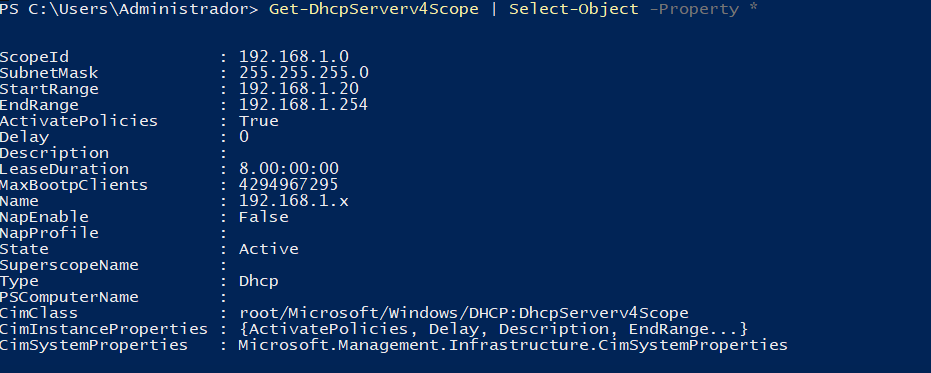 PS C:\Users\Administrador> Get-DhcpServerv4Scope | Select-Object -Property *
ScopeId : 192.168.1.0
SubnetMask : 255.255.255.0
StartRange : 192.168.1.20
EndRange : 192.168.1.254
ActivatePolicies : True
Delay : 0
Description :
LeaseDuration : 8.00:00:00
MaxBootpClients : 4294967295
Name : 192.168.1.x
NapEnable : False
NapProfile :
State : Active
SuperscopeName :
Type : Dhcp
PSComputerName :
CimClass : root/Microsoft/Windows/DHCP:DhcpServerv4Scope
CimInstanceProperties : {ActivatePolicies, Delay, Description, EndRange...}
CimSystemProperties : Microsoft.Management.Infrastructure.CimSystemProperties